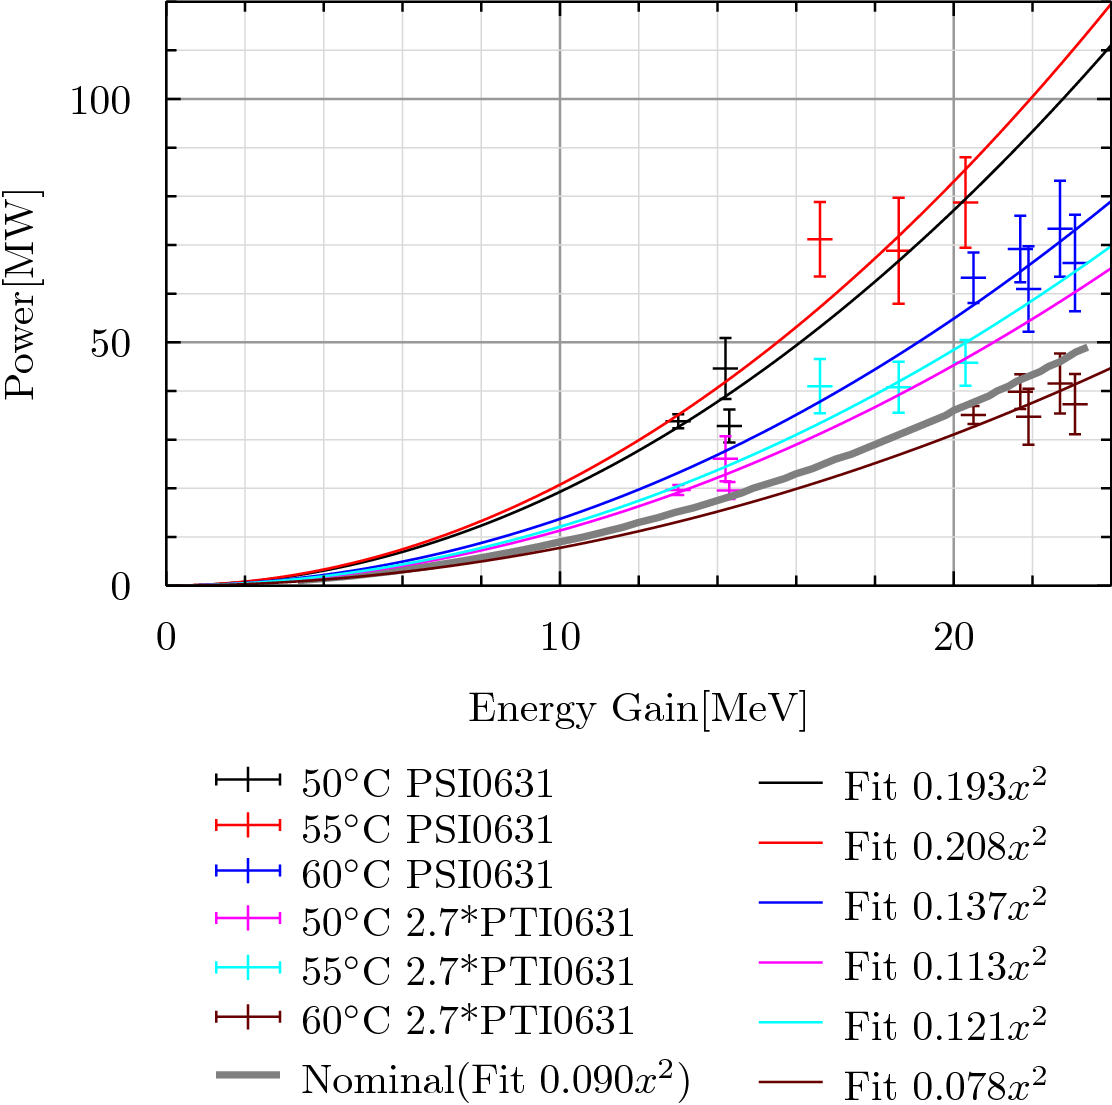 100
50
0
Power[MW]
0 10 20
Energy Gain[MeV]
50°C PSI0631
55°C PSI0631
60°C PSI0631
50°C 2.7*PTI0631
55°C 2.7*PTI0631
60°C 2.7*PTI0631
Nominal(Fit 0.090x²)
Fit 0.193x²
Fit 0.208x²
Fit 0.137x²
Fit 0.113x²
Fit 0.121x²
Fit 0.078x²